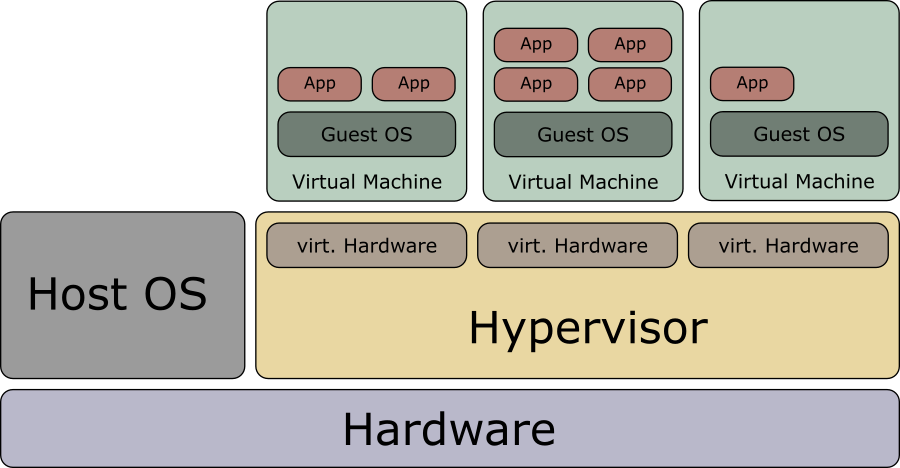 App App
App App
App App
App
Guest OS
Guest OS
Guest OS
Virtual Machine
Virtual Machine
Virtual Machine
Host OS
virt. Hardware
virt. Hardware
virt. Hardware
Hypervisor
Hardware